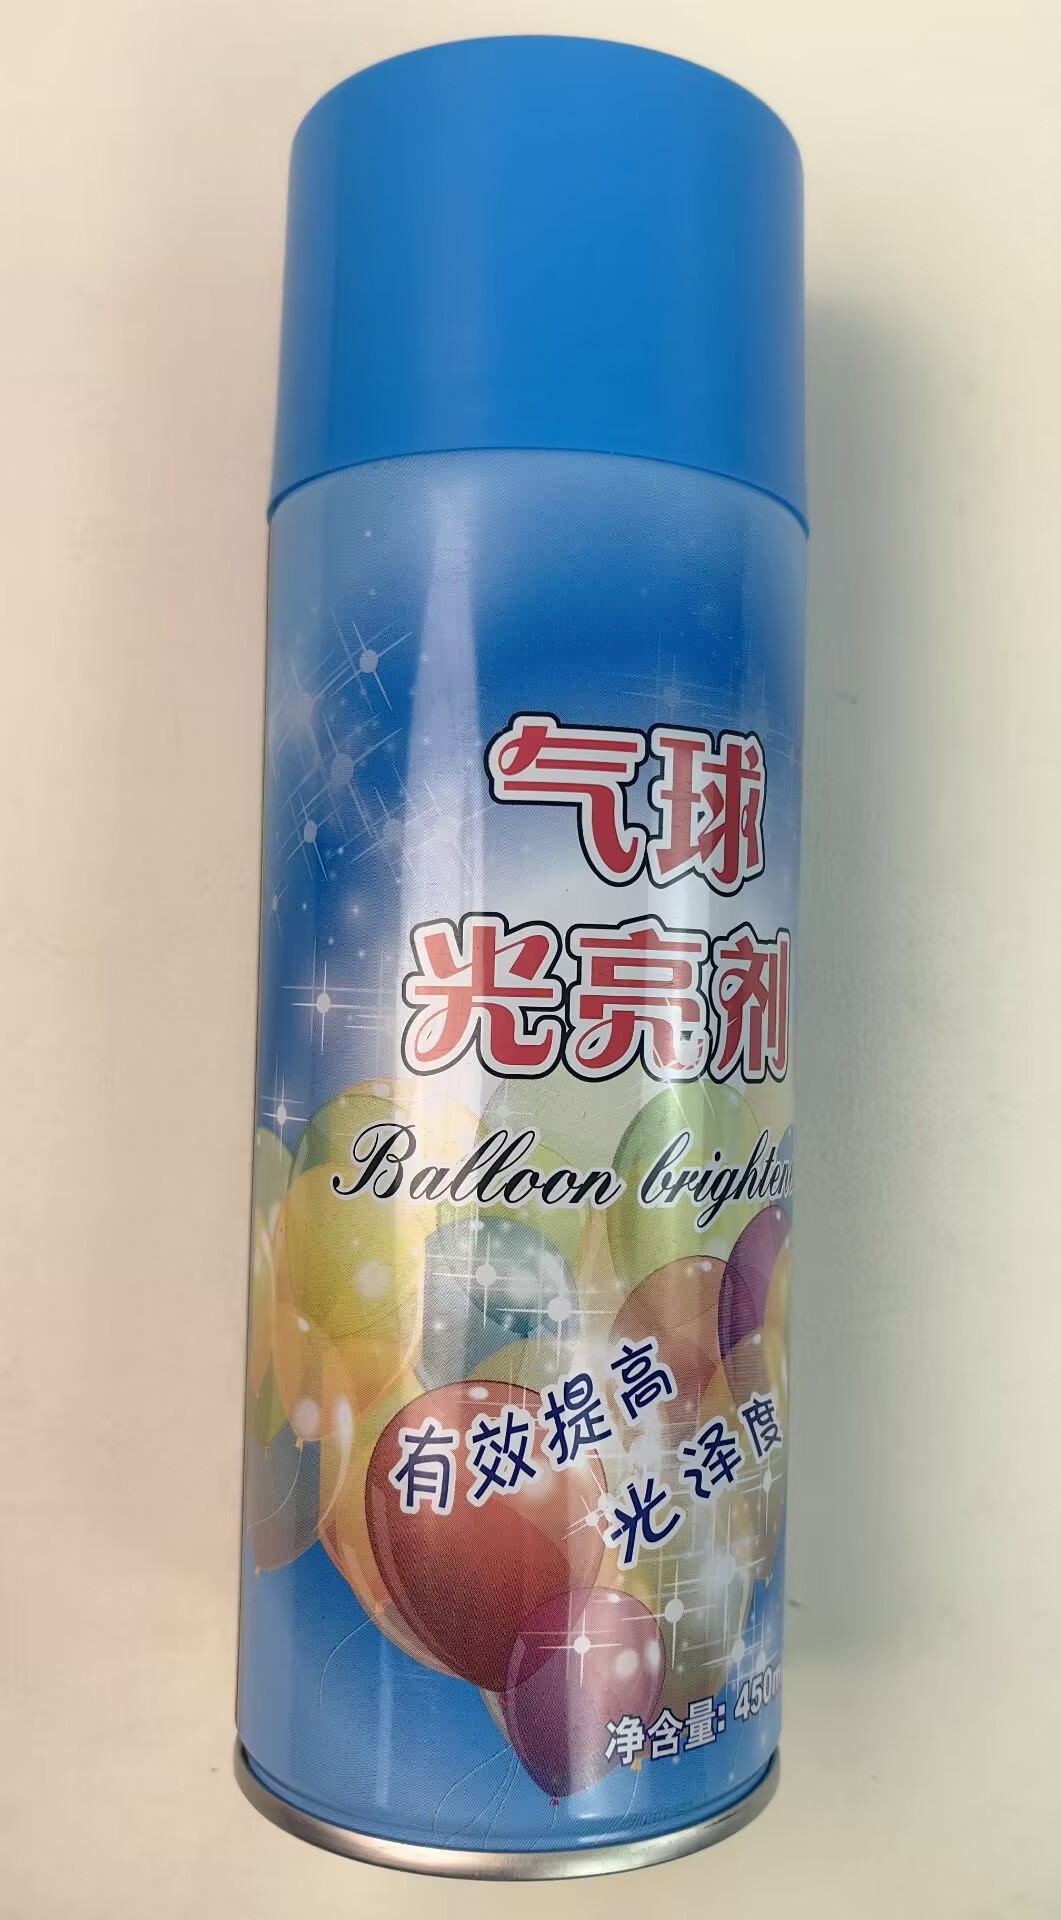 气球
光亮剂
Balloon brighten
有效提高
光泽度
净含量: 450m